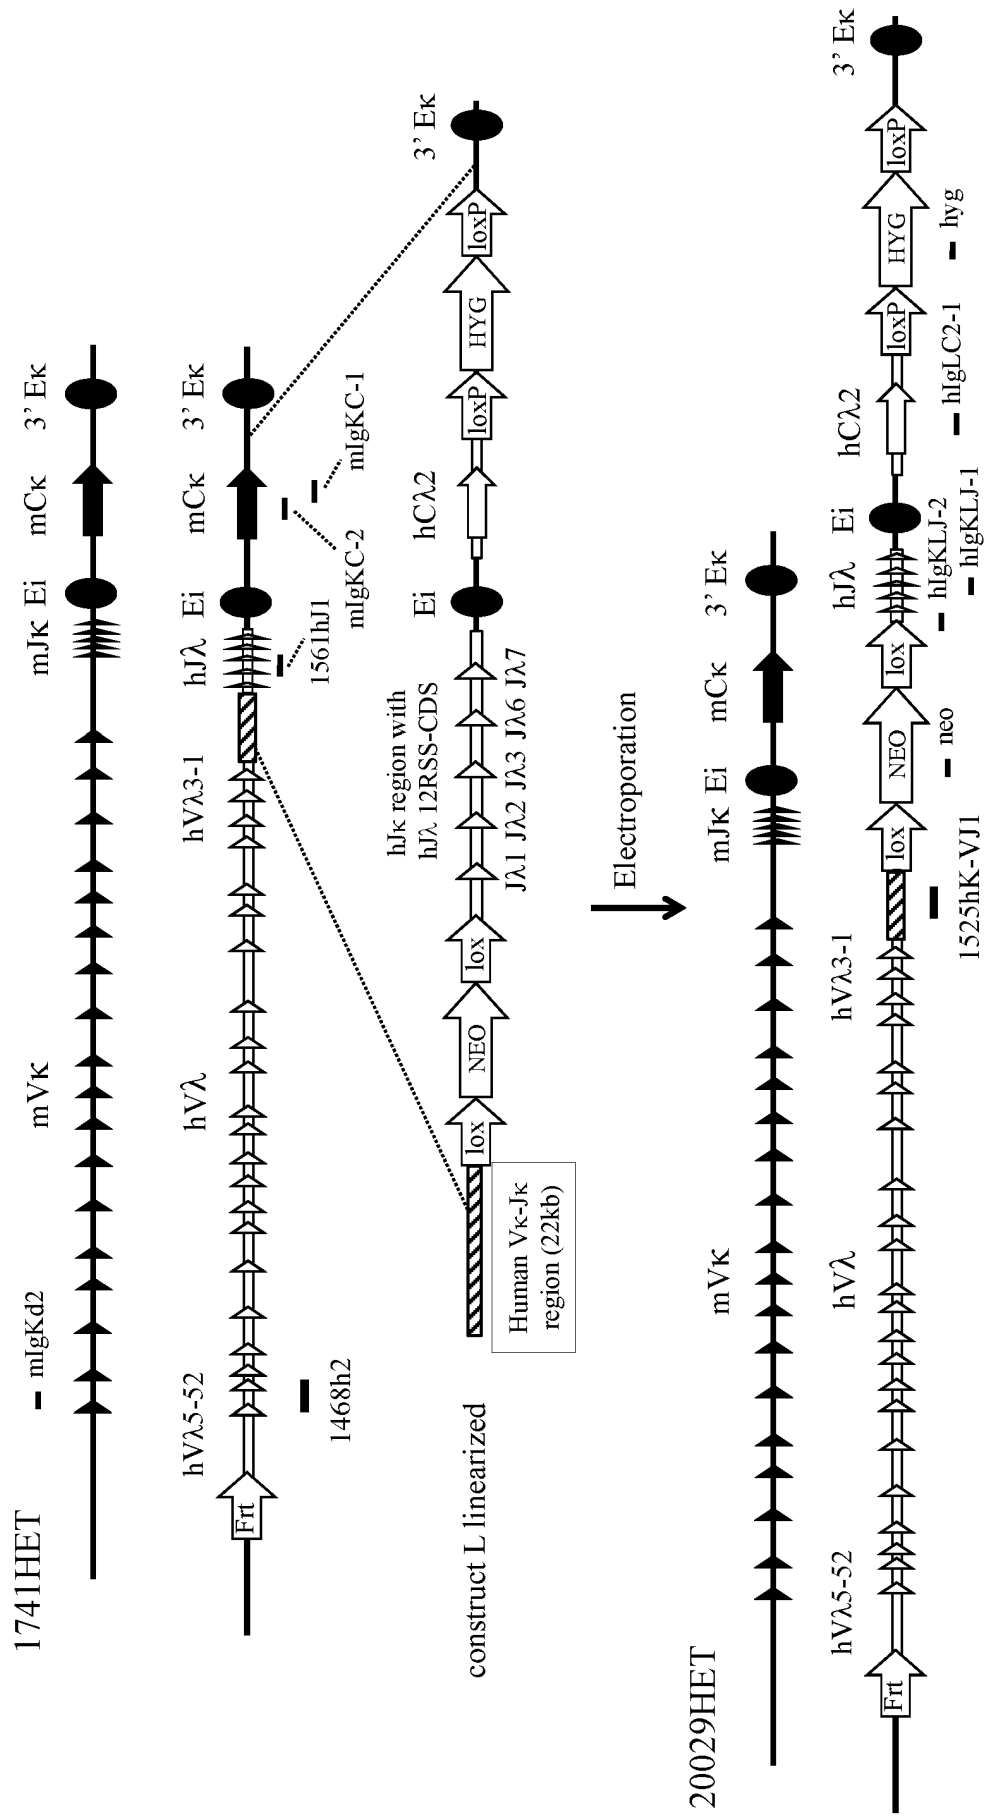 1741HET
mIgKd2
mVκ
mJκ Ei mCκ 3’ Eκ
hVλ5-52 hVλ hVλ3-1 hJλ Ei mCκ 3’ Eκ
Frt
1468h2
1561hJ1
mIgKC-2
mIgKC-1
hJκ region with
hJλ 12RSS-CDS
Ei hCλ2 3’ Eκ
lox NEO lox loxP HYG loxP
Jλ1 Jλ2 Jλ3 Jλ6 Jλ7
Human Vκ-Jκ
region (22kb)
construct L linearized
Electroporation
20029HET
mVκ mJκ Ei mCκ 3’ Eκ
hVλ5-52 hVλ hVλ3-1 hJλ Ei hCλ2 3’ Eκ
Frt lox NEO lox loxP HYG loxP
1525hK-VJ1
neo
hIgKLJ-2
hIgKLJ-1
hIgLC2-1
hyg